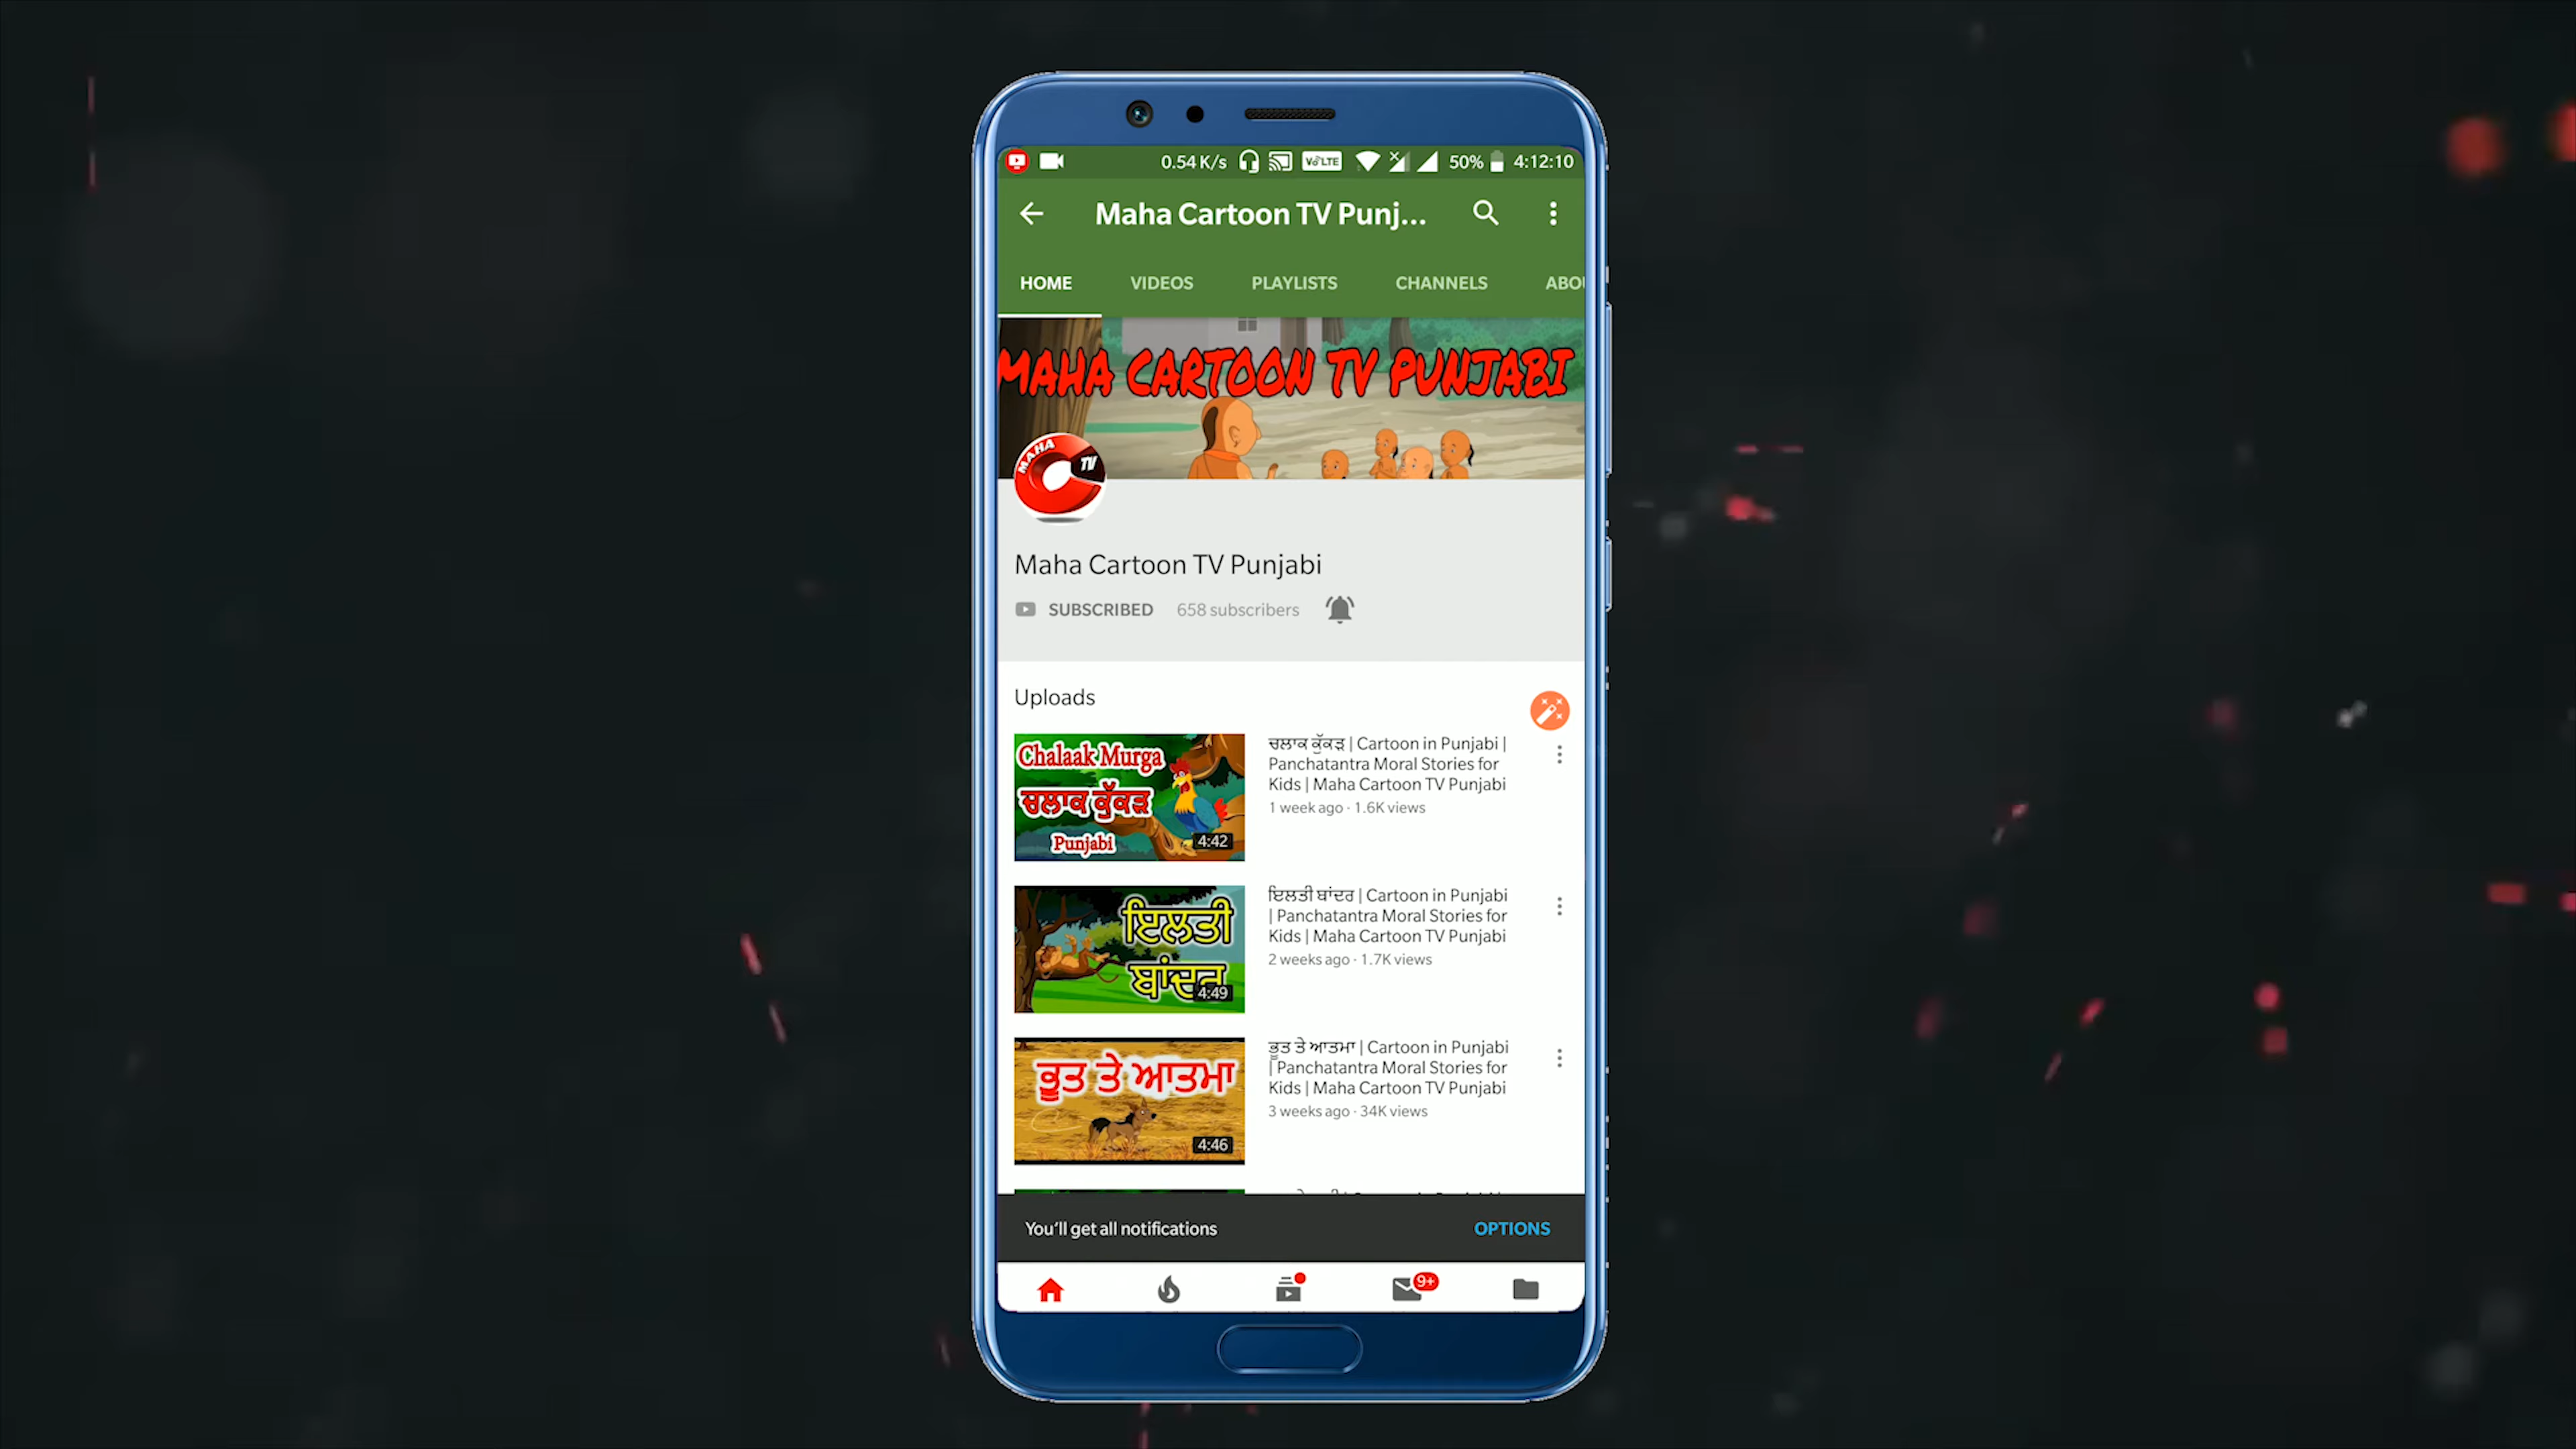 0.54 K/s VoLTE 50% 4:12:10
Maha Cartoon TV Punj...
HOME VIDEOS PLAYLISTS CHANNELS ABOU
MAHA CARTOON TV PUNJABI
MAHA
TV
Maha Cartoon TV Punjabi
SUBSCRIBED 658 subscribers
Uploads
Chalaak Murga
ਚਲਾਕ ਕੁੱਕੜ
Punjabi
4:42
ਚਲਾਕ ਕੁੱਕੜ | Cartoon in Punjabi |
Panchatantra Moral Stories for
Kids | Maha Cartoon TV Punjabi
1 week ago · 1.6K views
ਇਲਤੀ
ਬਾਂਦਰ
4:49
ਇਲਤੀ ਬਾਂਦਰ | Cartoon in Punjabi
| Panchatantra Moral Stories for
Kids | Maha Cartoon TV Punjabi
2 weeks ago · 1.7K views
ਭੂਤ ਤੇ ਆਤਮਾ
4:46
ਭੂਤ ਤੇ ਆਤਮਾ | Cartoon in Punjabi
| Panchatantra Moral Stories for
Kids | Maha Cartoon TV Punjabi
3 weeks ago · 34K views
You'll get all notifications OPTIONS
9+